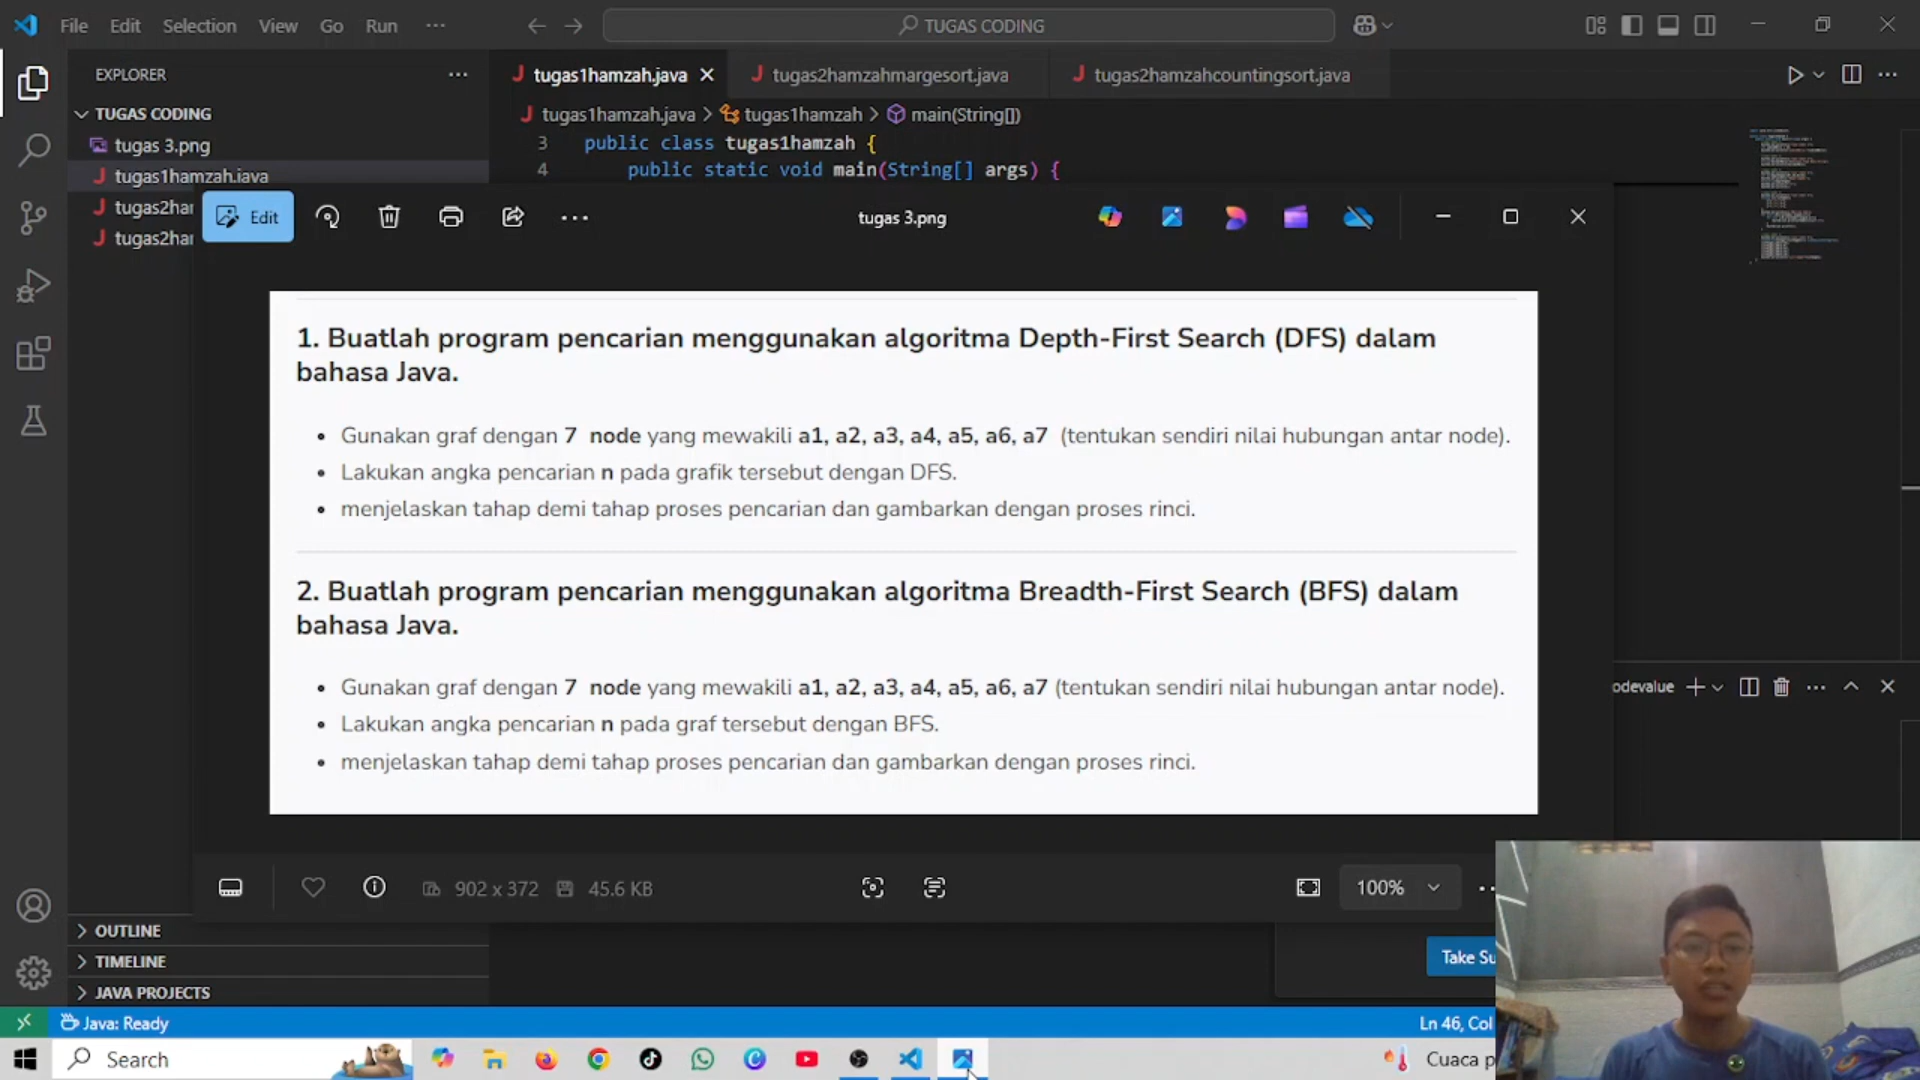 File Edit Selection View Go Run ···
TUGAS CODING
EXPLORER
tugas1hamzah.java
tugas2hamzahmargesort.java
tugas2hamzahcountingsort.java
TUGAS CODING
tugas1hamzah.java > tugas1hamzah > main(String[])
tugas 3.png
3 public class tugas1hamzah {
tugas1hamzah.java
4 public static void main(String[] args) {
tugas2har
tugas2har
Edit
tugas 3.png
1. Buatlah program pencarian menggunakan algoritma Depth-First Search (DFS) dalam
bahasa Java.
• Gunakan graf dengan 7 node yang mewakili a1, a2, a3, a4, a5, a6, a7 (tentukan sendiri nilai hubungan antar node).
• Lakukan angka pencarian n pada grafik tersebut dengan DFS.
• menjelaskan tahap demi tahap proses pencarian dan gambarkan dengan proses rinci.
2. Buatlah program pencarian menggunakan algoritma Breadth-First Search (BFS) dalam
bahasa Java.
• Gunakan graf dengan 7 node yang mewakili a1, a2, a3, a4, a5, a6, a7 (tentukan sendiri nilai hubungan antar node).
• Lakukan angka pencarian n pada graf tersebut dengan BFS.
• menjelaskan tahap demi tahap proses pencarian dan gambarkan dengan proses rinci.
odevalue
902 x 372
45.6 KB
100%
OUTLINE
TIMELINE
JAVA PROJECTS
Take Su
Java: Ready
Ln 46, Col
Search
Cuaca p